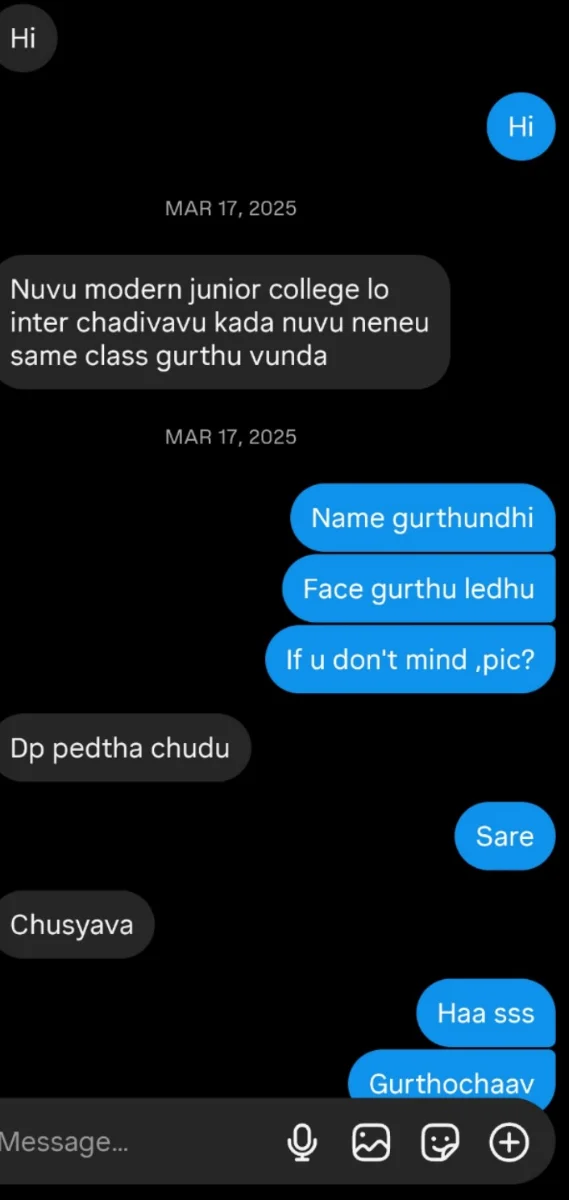 Hi
Hi
MAR 17, 2025
Nuvu modern junior college lo
inter chadivavu kada nuvu neneu
same class gurthu vunda
MAR 17, 2025
Name gurthundhi
Face gurthu ledhu
If u don't mind ,pic?
Dp pedtha chudu
Sare
Chusyava
Haa sss
Gurthochaav
Message...